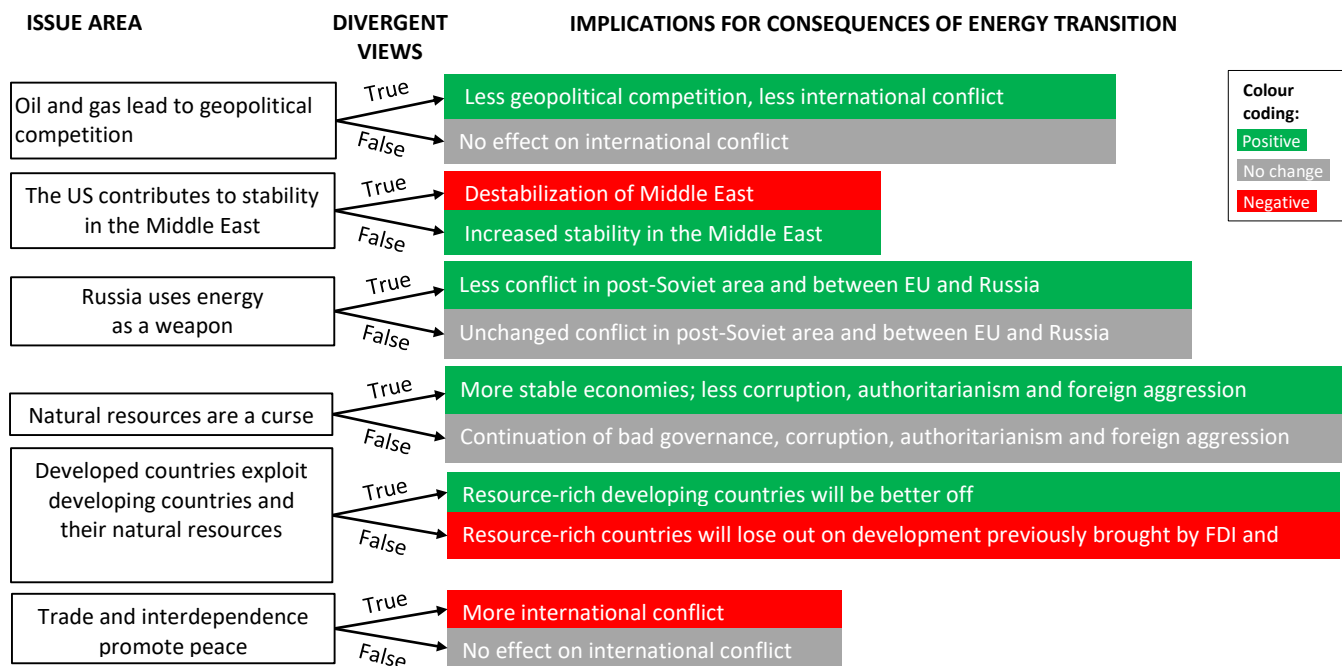 ISSUE AREA
DIVERGENT
VIEWS
IMPLICATIONS FOR CONSEQUENCES OF ENERGY TRANSITION
Oil and gas lead to geopolitical
competition
True
False
Less geopolitical competition, less international conflict
No effect on international conflict
Colour
coding:
Positive
No change
Negative
The US contributes to stability
in the Middle East
True
False
Destabilization of Middle East
Increased stability in the Middle East
Russia uses energy
as a weapon
True
False
Less conflict in post-Soviet area and between EU and Russia
Unchanged conflict in post-Soviet area and between EU and Russia
Natural resources are a curse
True
False
More stable economies; less corruption, authoritarianism and foreign aggression
Continuation of bad governance, corruption, authoritarianism and foreign aggression
Developed countries exploit
developing countries and
their natural resources
True
False
Resource-rich developing countries will be better off
Resource-rich countries will lose out on development previously brought by FDI and
Trade and interdependence
promote peace
True
False
More international conflict
No effect on international conflict